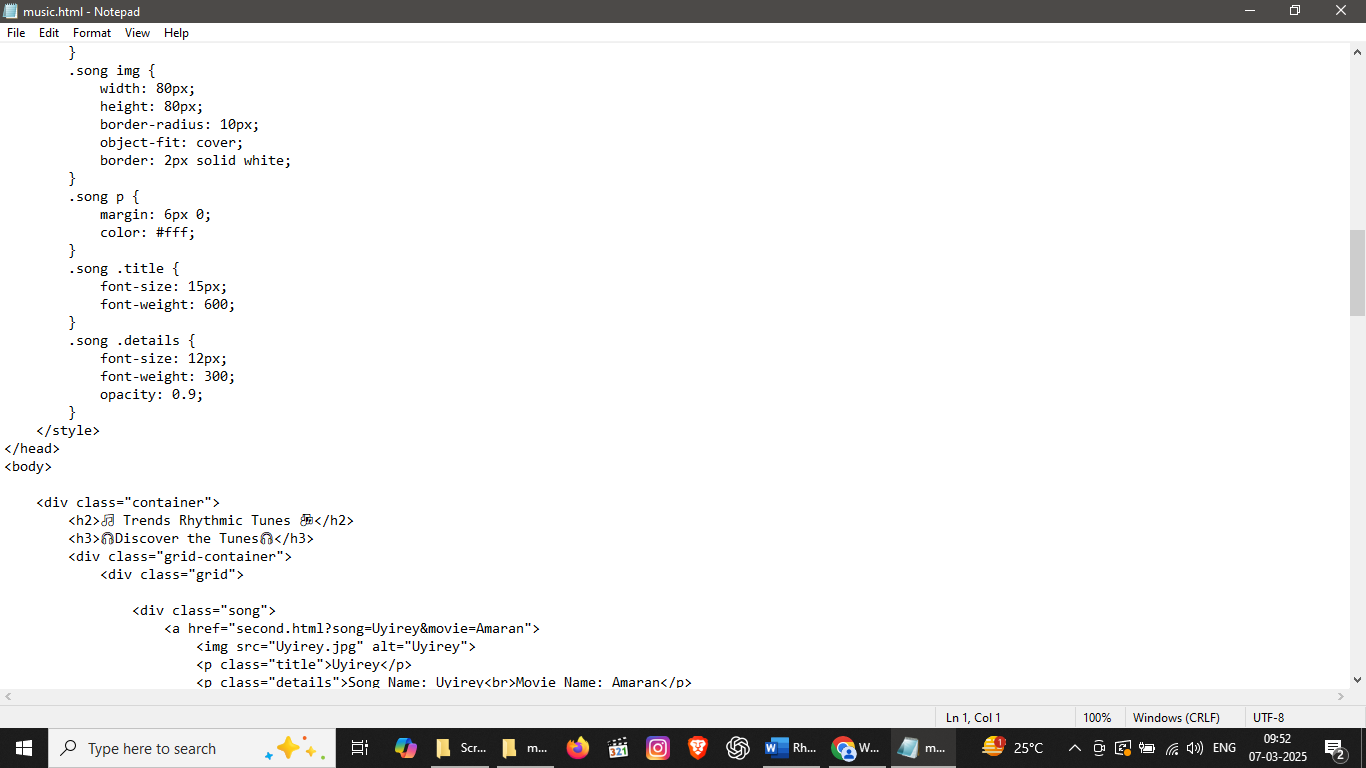 music.html - Notepad
File Edit Format View Help
        }
        .song img {
            width: 80px;
            height: 80px;
            border-radius: 10px;
            object-fit: cover;
            border: 2px solid white;
        }
        .song p {
            margin: 6px 0;
            color: #fff;
        }
        .song .title {
            font-size: 15px;
            font-weight: 600;
        }
        .song .details {
            font-size: 12px;
            font-weight: 300;
            opacity: 0.9;
        }
    </style>
</head>
<body>
    <div class="container">
        <h2>🎵 Trends Rhythmic Tunes 🎼</h2>
        <h3>🎧Discover the Tunes🎧</h3>
        <div class="grid-container">
            <div class="grid">
                <div class="song">
                    <a href="second.html?song=Uyirey&movie=Amaran">
                        <img src="Uyirey.jpg" alt="Uyirey">
                        <p class="title">Uyirey</p>
                        <p class="details">Song Name: Uyirey<br>Movie Name: Amaran</p>
Ln 1, Col 1 100% Windows (CRLF) UTF-8
Type here to search Scr... m... 321 Rh... W... m... 1 25°C ENG 09:52
07-03-2025 2